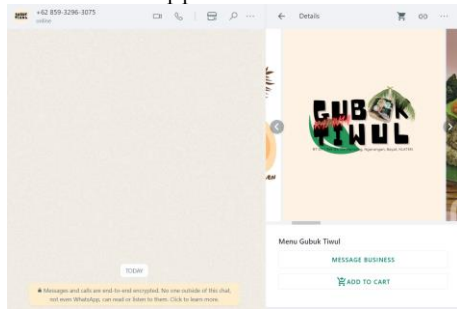 +62 859-3296-3075
online
TODAY
Messages and calls are end-to-end encrypted. No one outside of this chat,
not even WhatsApp, can read or listen to them. Click to learn more.
Details
GUBUK
TIWUL
Menu Gubuk Tiwul
MESSAGE BUSINESS
ADD TO CART